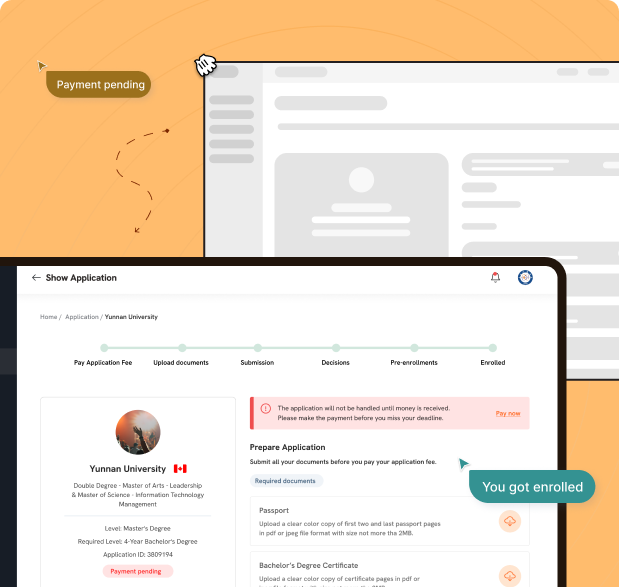 Payment pending
Show Application
Home / Application / Yunnan University
Pay Application Fee
Upload documents
Submission
Decisions
Pre-enrollments
Enrolled
Yunnan University
Double Degree - Master of Arts - Leadership
& Master of Science - Information Technology
Management
Level: Master's Degree
Required Level: 4-Year Bachelor's Degree
Application ID: 3809194
Payment pending
The application will not be handled until money is received.
Please make the payment before you miss your deadline.
Pay now
Prepare Application
Submit all your documents before you pay your application fee.
You got enrolled
Required documents
Passport
Upload a clear color copy of first two and last passport pages
in pdf or jpeg file format with size not more tha 2MB.
Bachelor's Degree Certificate
Upload a clear color copy of certificate pages in pdf or